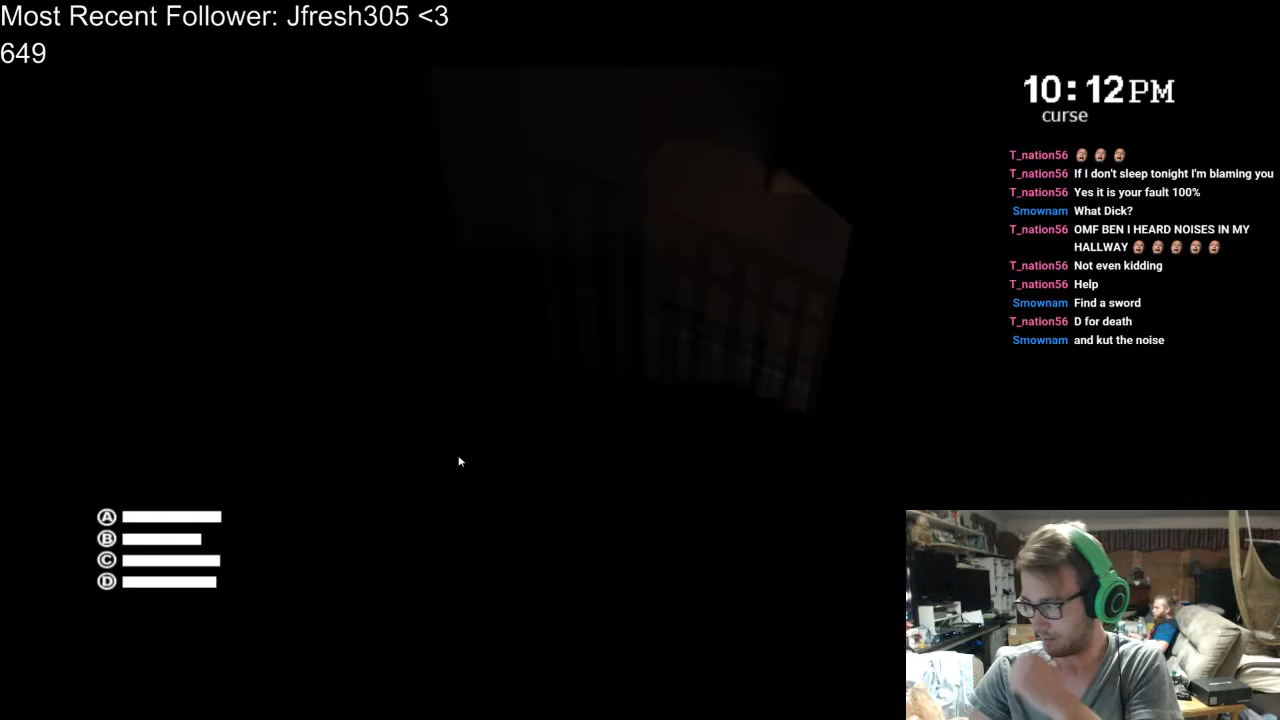 Most Recent Follower: Jfresh305 <3
649
10:12PM
curse
T_nation56
T_nation56 If I don't sleep tonight I'm blaming you
T_nation56 Yes it is your fault 100%
Smownam What Dick?
T_nation56 OMF BEN I HEARD NOISES IN MY
HALLWAY
T_nation56 Not even kidding
T_nation56 Help
Smownam Find a sword
T_nation56 D for death
Smownam and kut the noise
A
B
C
D